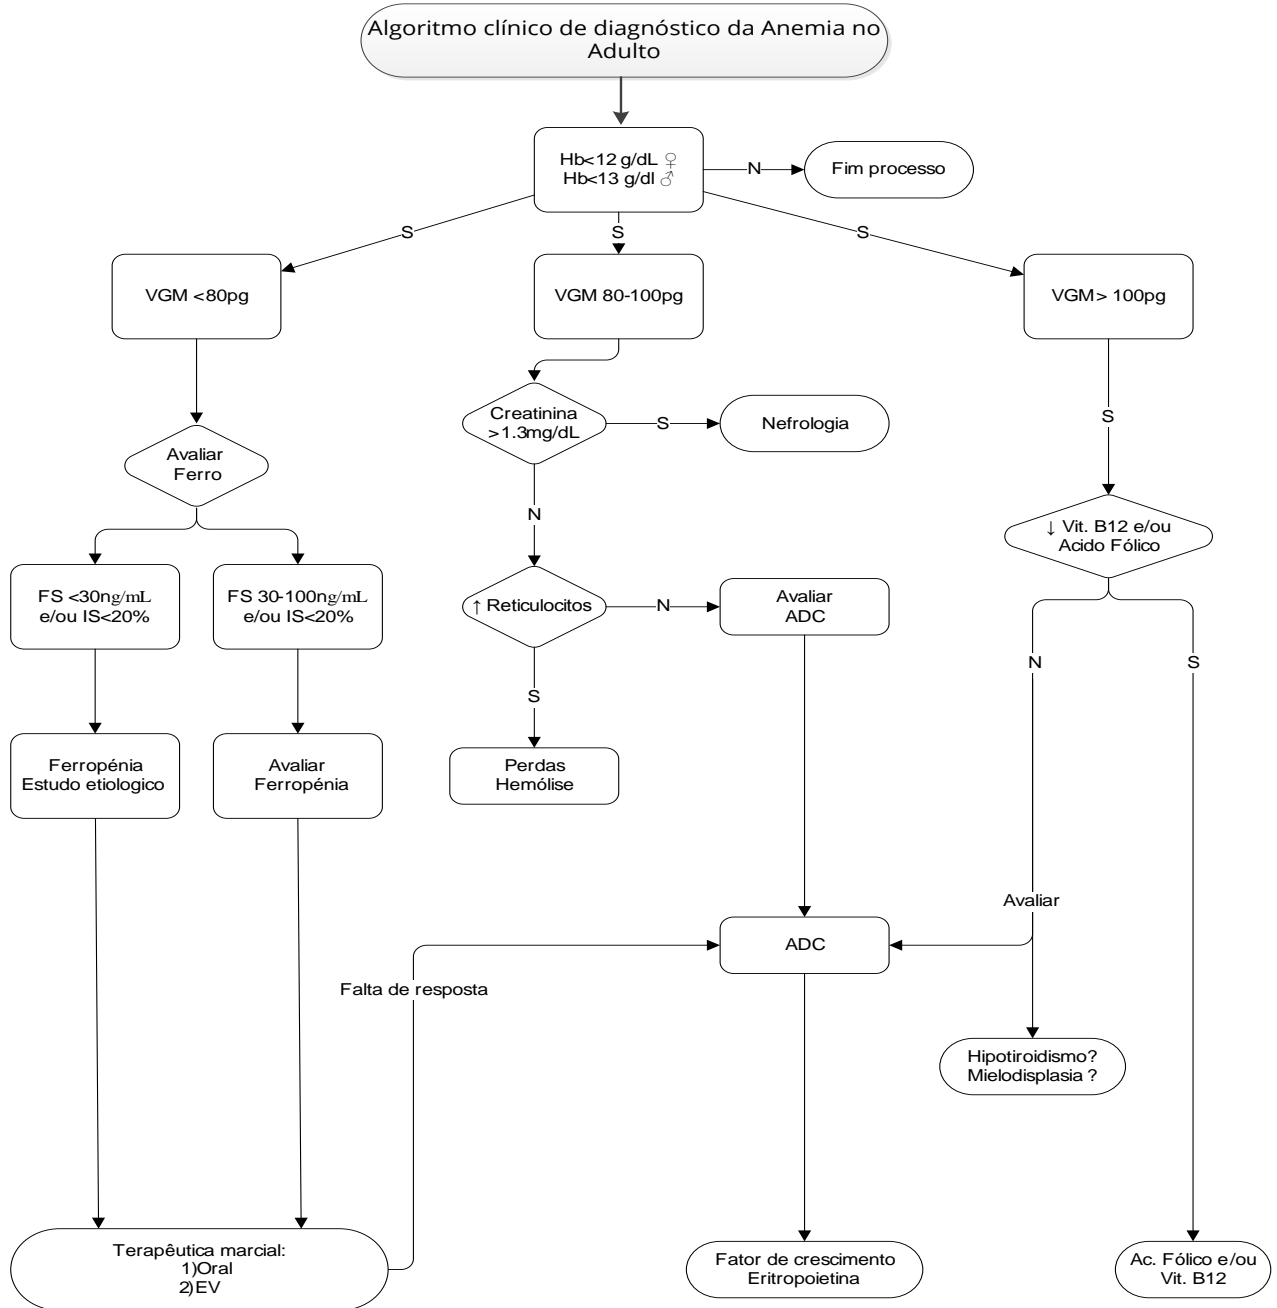 Algoritmo clínico de diagnóstico da Anemia no
Adulto
Hb<12 g/dL ♀
Hb<13 g/dl ♂
N
Fim processo
S
S
S
VGM <80pg
VGM 80-100pg
VGM> 100pg
Creatinina
>1.3mg/dL
S
Nefrologia
S
Avaliar
Ferro
N
↓ Vit. B12 e/ou
Acido Fólico
FS <30ng/mL
e/ou IS<20%
FS 30-100ng/mL
e/ou IS<20%
↑ Reticulocitos
N
Avaliar
ADC
N
S
S
Ferropénia
Estudo etiologico
Avaliar
Ferropénia
Perdas
Hemólise
Avaliar
ADC
Falta de resposta
Hipotiroidismo?
Mielodisplasia ?
Terapêutica marcial:
1)Oral
2)EV
Fator de crescimento
Eritropoietina
Ac. Fólico e/ou
Vit. B12